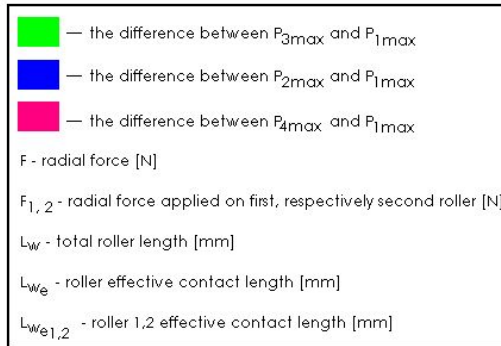 — the difference between P3max and P1max
— the difference between P2max and P1max
— the difference between P4max and P1max
F - radial force [N]
F1, 2 - radial force applied on first, respectively second roller [N]
Lw - total roller length [mm]
Lwe - roller effective contact length [mm]
Lwe1,2 - roller 1,2 effective contact length [mm]